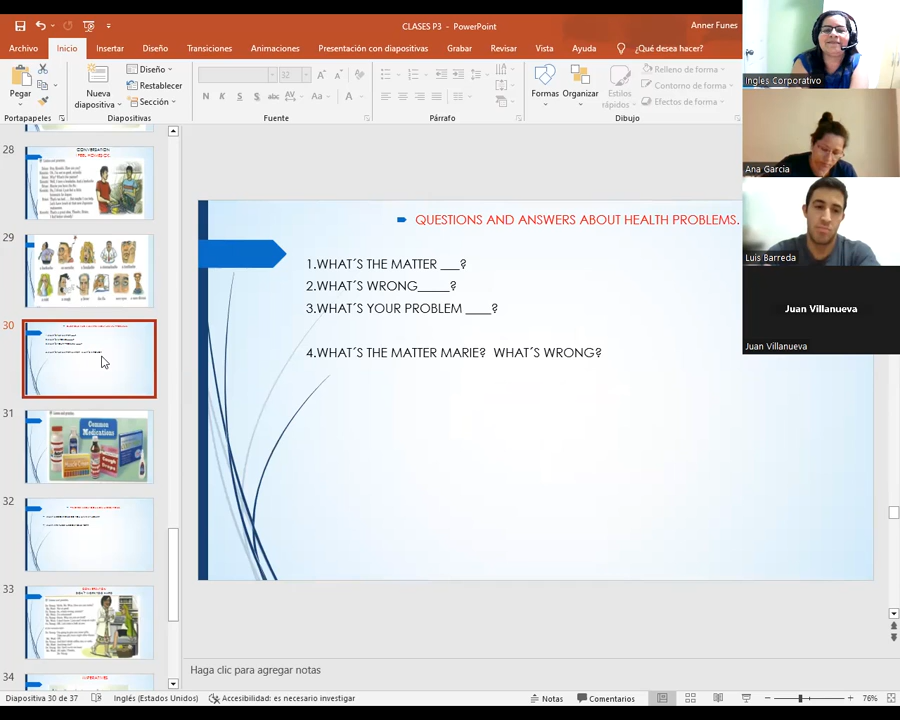 CLASES P3 - PowerPoint
Anner Funes
Archivo
Inicio
Insertar
Diseño
Transiciones
Animaciones
Presentación con diapositivas
Grabar
Revisar
Vista
Ayuda
¿Qué desea hacer?
Pegar
Nueva
diapositiva
Diseño
Restablecer
Sección
32
N K S S abc AV Aa A
Formas
Organizar
Estilos
rápidos
Relleno de forma
Contorno de forma
Efectos de forma
Portapapeles
Diapositivas
Fuente
Párrafo
Dibujo
Ingles Corporativo
Ana Garcia
Luis Barreda
Juan Villanueva
Juan Villanueva
28
CONVERSATION
29
30
31
Common
Medications
32
33
34
QUESTIONS AND ANSWERS ABOUT HEALTH PROBLEMS.
1.WHAT´S THE MATTER ___?
2.WHAT´S WRONG_____?
3.WHAT´S YOUR PROBLEM ____?
4.WHAT´S THE MATTER MARIE? WHAT´S WRONG?
Haga clic para agregar notas
Diapositiva 30 de 37
Inglés (Estados Unidos)
Accesibilidad: es necesario investigar
Notas
Comentarios
76%